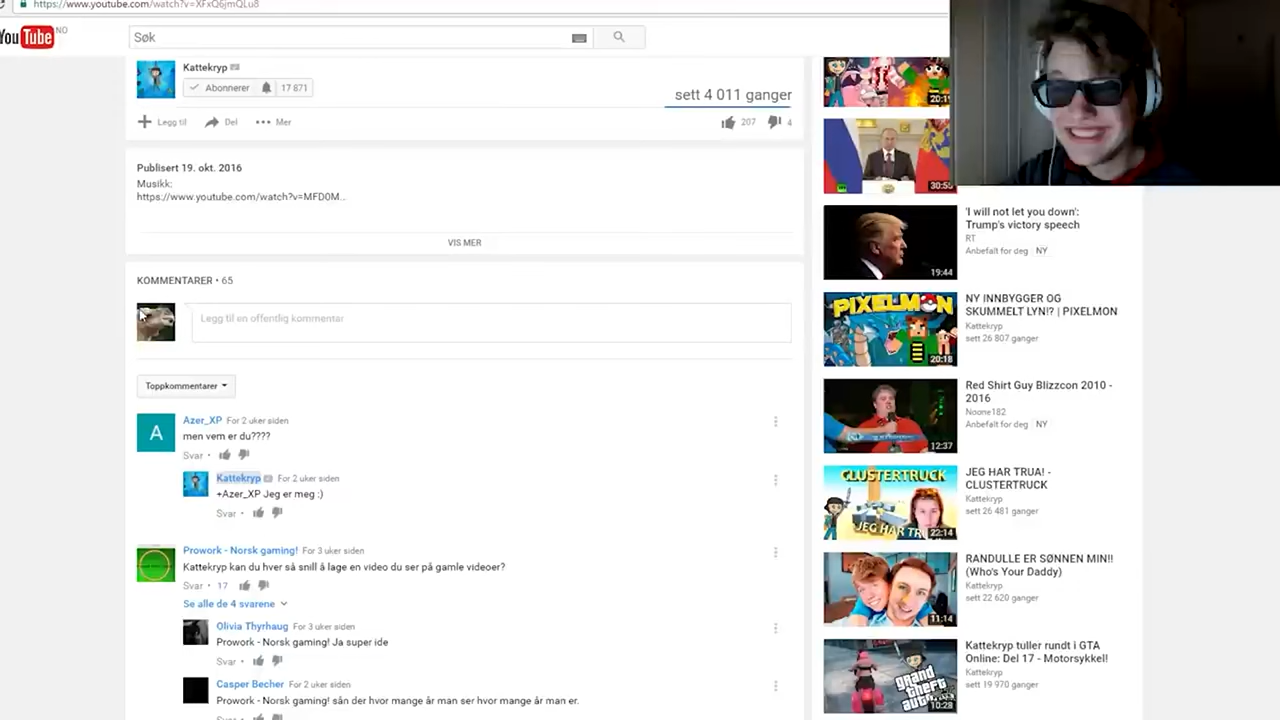 https://www.youtube.com/watch?v=XFxQ6jmQLu8
YouTube NO
Søk
Kattekryp
Abonnerer 17 871
sett 4 011 ganger
Legg til Del Mer
207 4
Publisert 19. okt. 2016
Musikk:
https://www.youtube.com/watch?v=MFD0M...
VIS MER
KOMMENTARER • 65
Legg til en offentlig kommentar
Toppkommentarer
A
Azer_XP For 2 uker siden
men vem er du????
Svar •
Kattekryp For 2 uker siden
+Azer_XP Jeg er meg :)
Svar •
Prowork - Norsk gaming! For 3 uker siden
Kattekryp kan du hver så snill å lage en video du ser på gamle videoer?
Svar • 17
Se alle de 4 svarene
Olivia Thyrhaug For 3 uker siden
Prowork - Norsk gaming! Ja super ide
Svar •
Casper Becher For 2 uker siden
Prowork - Norsk gaming! sån der hvor mange år man ser hvor mange år man er.
Svar •
20:19
30:50
19:44
'I will not let you down':
Trump's victory speech
RT
Anbefalt for deg NY
PIXELMON
20:18
NY INNBYGGER OG
SKUMMELT LYN!? | PIXELMON
Kattekryp
sett 26 807 ganger
12:37
Red Shirt Guy Blizzcon 2010 -
2016
Noone182
Anbefalt for deg NY
CLUSTERTRUCK
JEG HAR TR
22:14
JEG HAR TRUA! -
CLUSTERTRUCK
Kattekryp
sett 26 481 ganger
11:14
RANDULLE ER SØNNEN MIN!!
(Who's Your Daddy)
Kattekryp
sett 22 620 ganger
grand
theft
10:28
Kattekryp tuller rundt i GTA
Online: Del 17 - Motorsykkel!
Kattekryp
sett 19 970 ganger